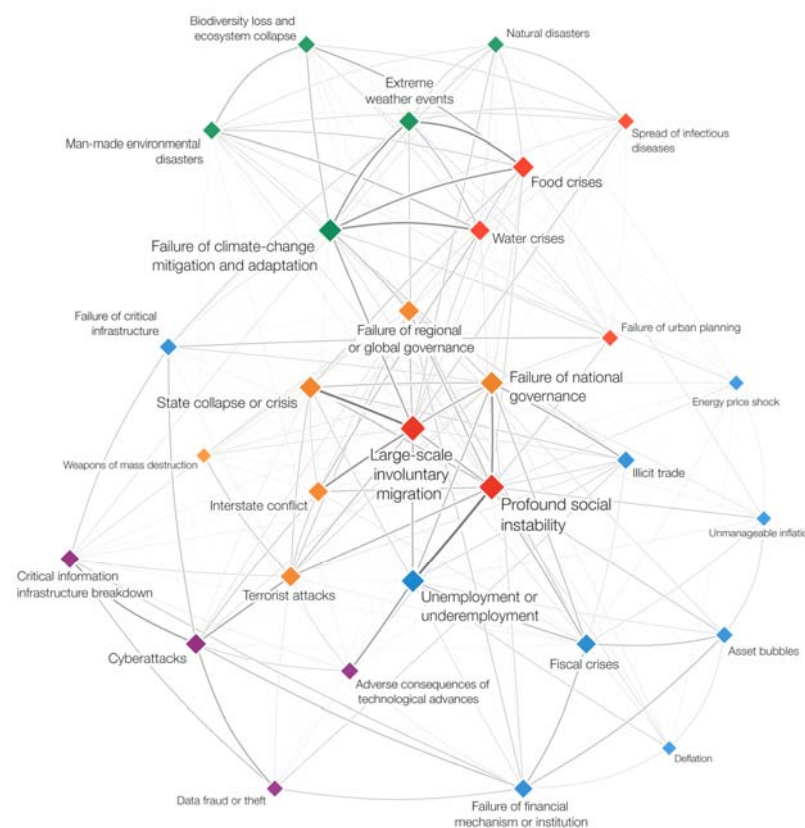 Biodiversity loss and
ecosystem collapse
Natural disasters
Extreme
weather events
Man-made environmental
disasters
Spread of infectious
diseases
Food crises
Failure of climate-change
mitigation and adaptation
Water crises
Failure of critical
infrastructure
Failure of regional
or global governance
Failure of urban planning
State collapse or crisis
Failure of national
governance
Energy price shock
Large-scale
involuntary
migration
Weapons of mass destruction
Illicit trade
Interstate conflict
Profound social
instability
Unmanageable inflatio
Critical information
infrastructure breakdown
Terrorist attacks
Unemployment or
underemployment
Cyberattacks
Fiscal crises
Asset bubbles
Adverse consequences of
technological advances
Deflation
Data fraud or theft
Failure of financial
mechanism or institution